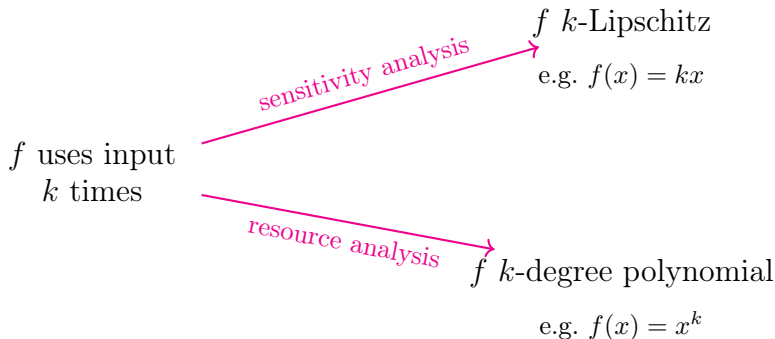 f k-Lipschitz
e.g. f(x) = kx
sensitivity analysis
f uses input
k times
resource analysis
f k-degree polynomial
e.g. f(x) = x^k